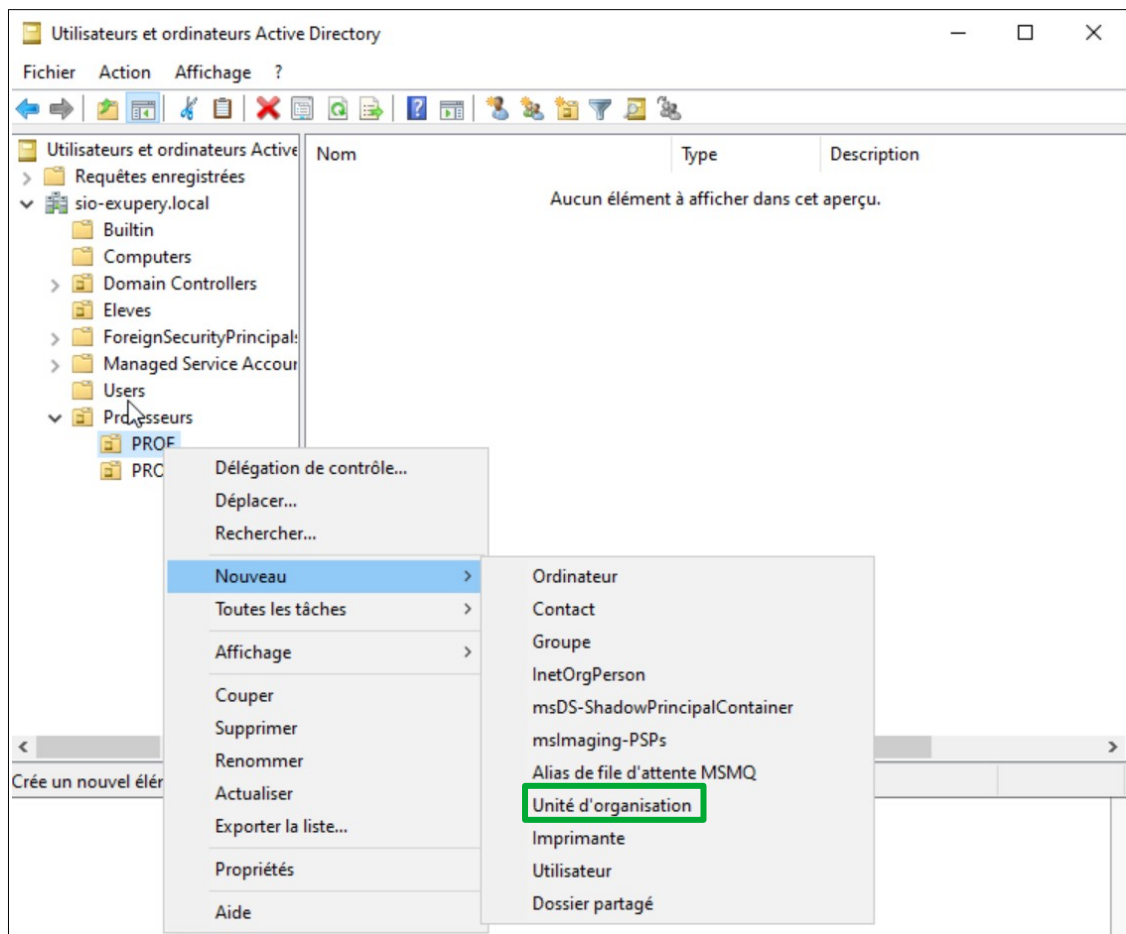 Utilisateurs et ordinateurs Active Directory
Fichier Action Affichage ?
Utilisateurs et ordinateurs Active
Requêtes enregistrées
sio-exupery.local
Builtin
Computers
Domain Controllers
Eleves
ForeignSecurityPrincipals
Managed Service Accour
Users
Professeurs
PROF
PRO
Nom Type Description
Aucun élément à afficher dans cet aperçu.
Délégation de contrôle...
Déplacer...
Rechercher...
Nouveau
Toutes les tâches
Affichage
Couper
Supprimer
Renommer
Actualiser
Exporter la liste...
Propriétés
Aide
Ordinateur
Contact
Groupe
InetOrgPerson
msDS-ShadowPrincipalContainer
msImaging-PSPs
Alias de file d'attente MSMQ
Unité d'organisation
Imprimante
Utilisateur
Dossier partagé
Crée un nouvel élér